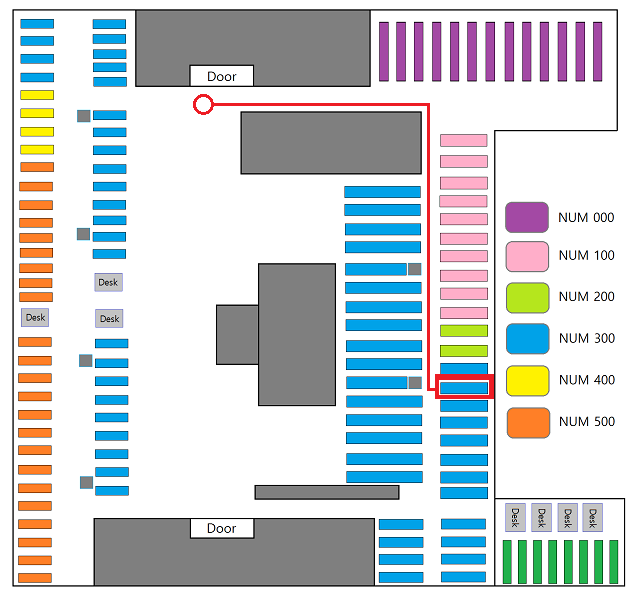 Door
NUM 000
NUM 100
Desk
NUM 200
Desk
Desk
NUM 300
NUM 400
NUM 500
Door
Desk
Desk
Desk
Desk